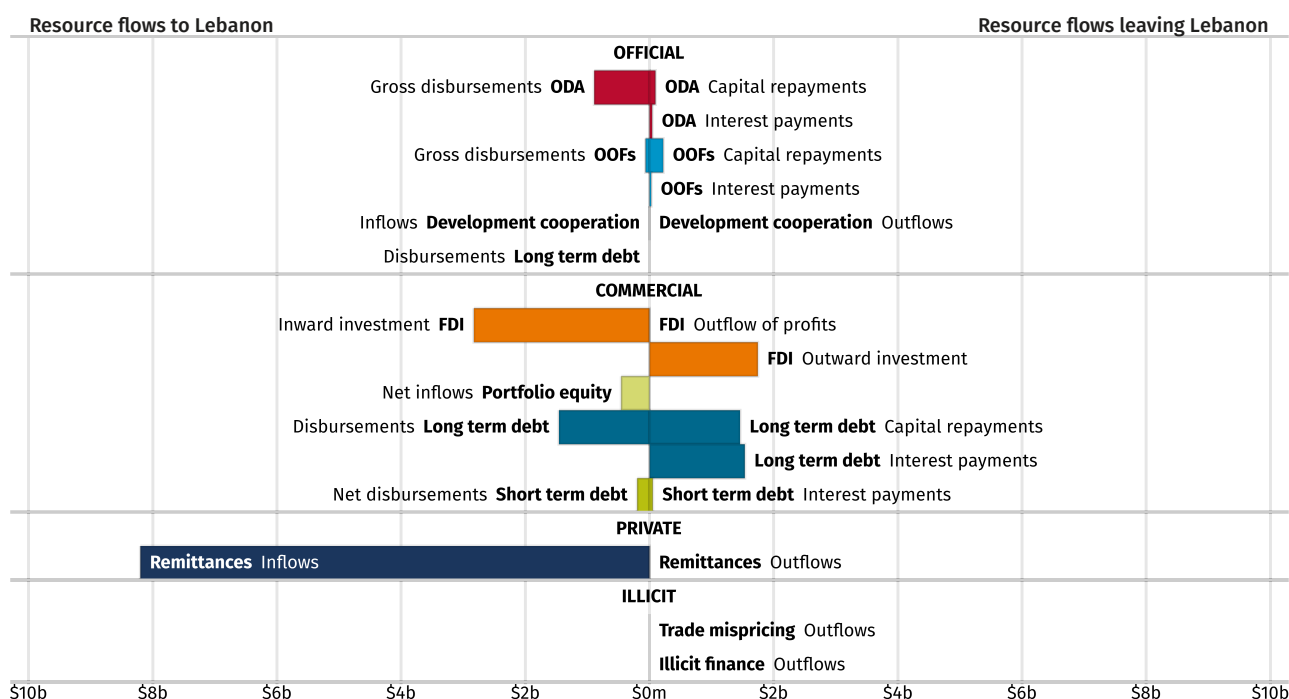 Resource flows to Lebanon Resource flows leaving Lebanon
OFFICIAL
Gross disbursements ODA ODA Capital repayments
ODA Interest payments
Gross disbursements OOFs OOFs Capital repayments
OOFs Interest payments
Inflows Development cooperation Development cooperation Outflows
Disbursements Long term debt
COMMERCIAL
Inward investment FDI FDI Outflow of profits
FDI Outward investment
Net inflows Portfolio equity
Disbursements Long term debt Long term debt Capital repayments
Long term debt Interest payments
Net disbursements Short term debt Short term debt Interest payments
PRIVATE
Remittances Inflows Remittances Outflows
ILLICIT
Trade mispricing Outflows
Illicit finance Outflows
$10b $8b $6b $4b $2b $0m $2b $4b $6b $8b $10b